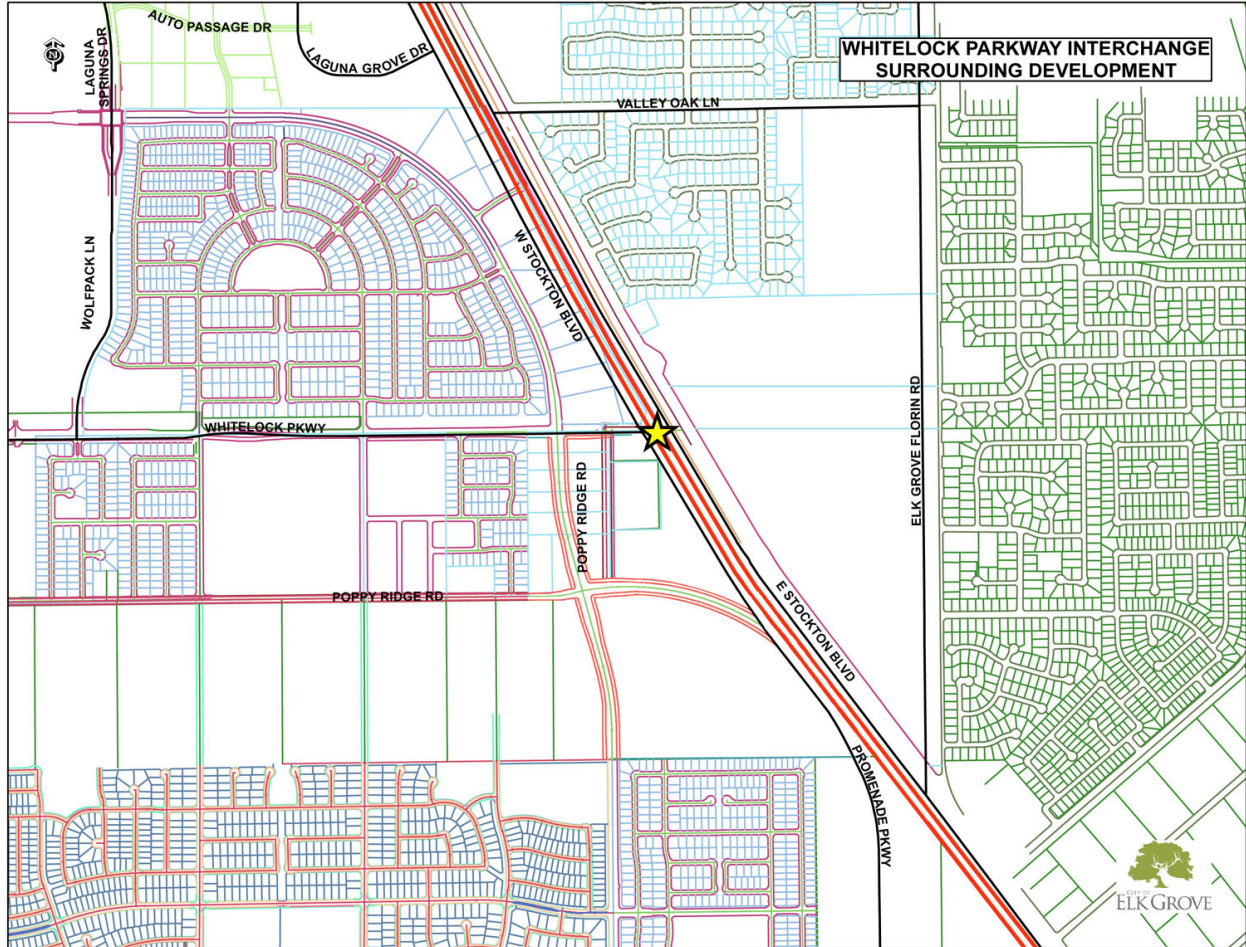 AUTO PASSAGE DR
LAGUNA
SPRINGS DR
LAGUNA GROVE DR
WHITELOCK PARKWAY INTERCHANGE
SURROUNDING DEVELOPMENT
VALLEY OAK LN
W STOCKTON BLVD
WOLFPACK LN
ELK GROVE FLORIN RD
WHITELOCK PKWY
POPPY RIDGE RD
POPPY RIDGE RD
E STOCKTON BLVD
PROMENADE PKWY
CITY OF
ELK GROVE